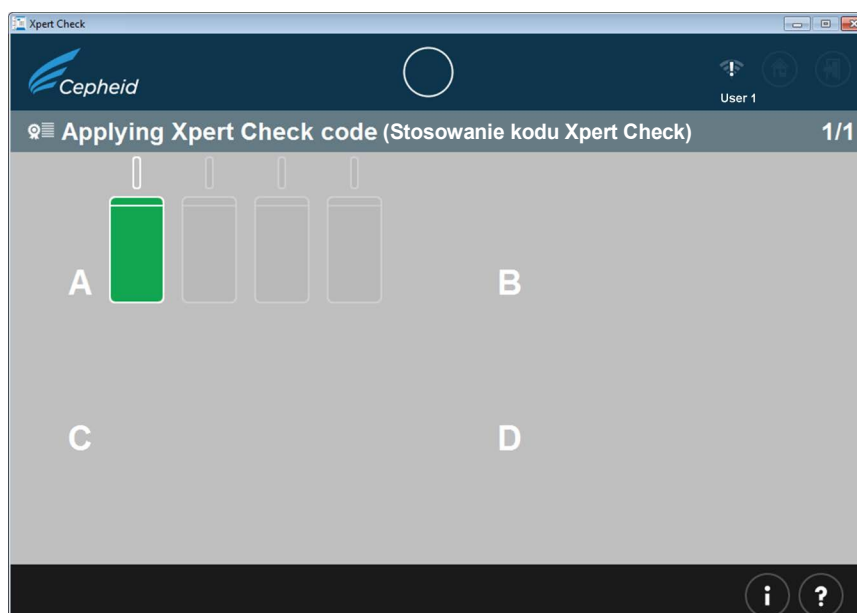 Xpert Check
Cepheid
User 1
Applying Xpert Check code (Stosowanie kodu Xpert Check) 1/1
A
B
C
D
i ?